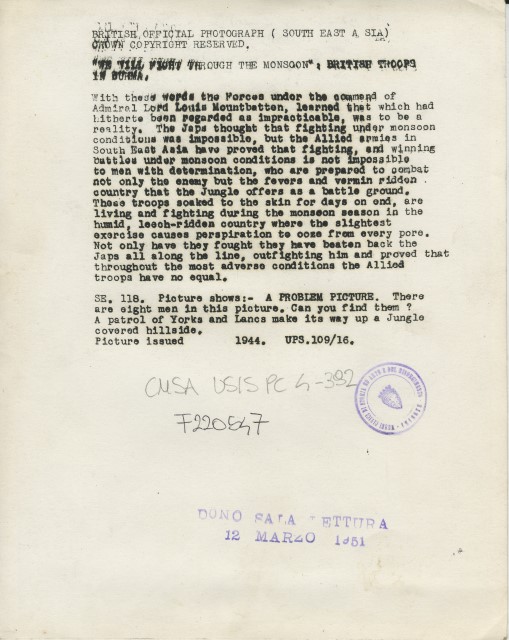 BRITISH OFFICIAL PHOTOGRAPH ( SOUTH EAST A SIA)
CROWN COPYRIGHT RESERVED.
"WE WILL FIGHT THROUGH THE MONSOON": BRITISH TROOPS
IN BURMA.
With these words the Forces under the command of
Admiral Lord Louis Mountbatten, learned that which had
hitherto been regarded as impracticable, was to be a
reality. The Japs thought that fighting under monsoon
conditions was impossible, but the Allied armies in
South East Asia have proved that fighting, and winning
battles under monsoon conditions is not impossible
to men with determination, who are prepared to combat
not only the enemy but the fevers and vermin ridden
country that the Jungle offers as a battle ground.
These troops soaked to the skin for days on end, are
living and fighting during the monsoon season in the
humid, leech-ridden country where the slightest
exercise causes perspiration to ooze from every pore.
Not only have they fought they have beaten back the
Japs all along the line, outfighting him and proved that
throughout the most adverse conditions the Allied
troops have no equal.
SE. 118. Picture shows:- A PROBLEM PICTURE. There
are eight men in this picture. Can you find them ?
A patrol of Yorks and Lancs make its way up a Jungle
covered hillside.
Picture issued 1944. UPS.109/16.
CMSA USIS PC 4-392
F220547
DONO SALA LETTURA
12 MARZO 1951